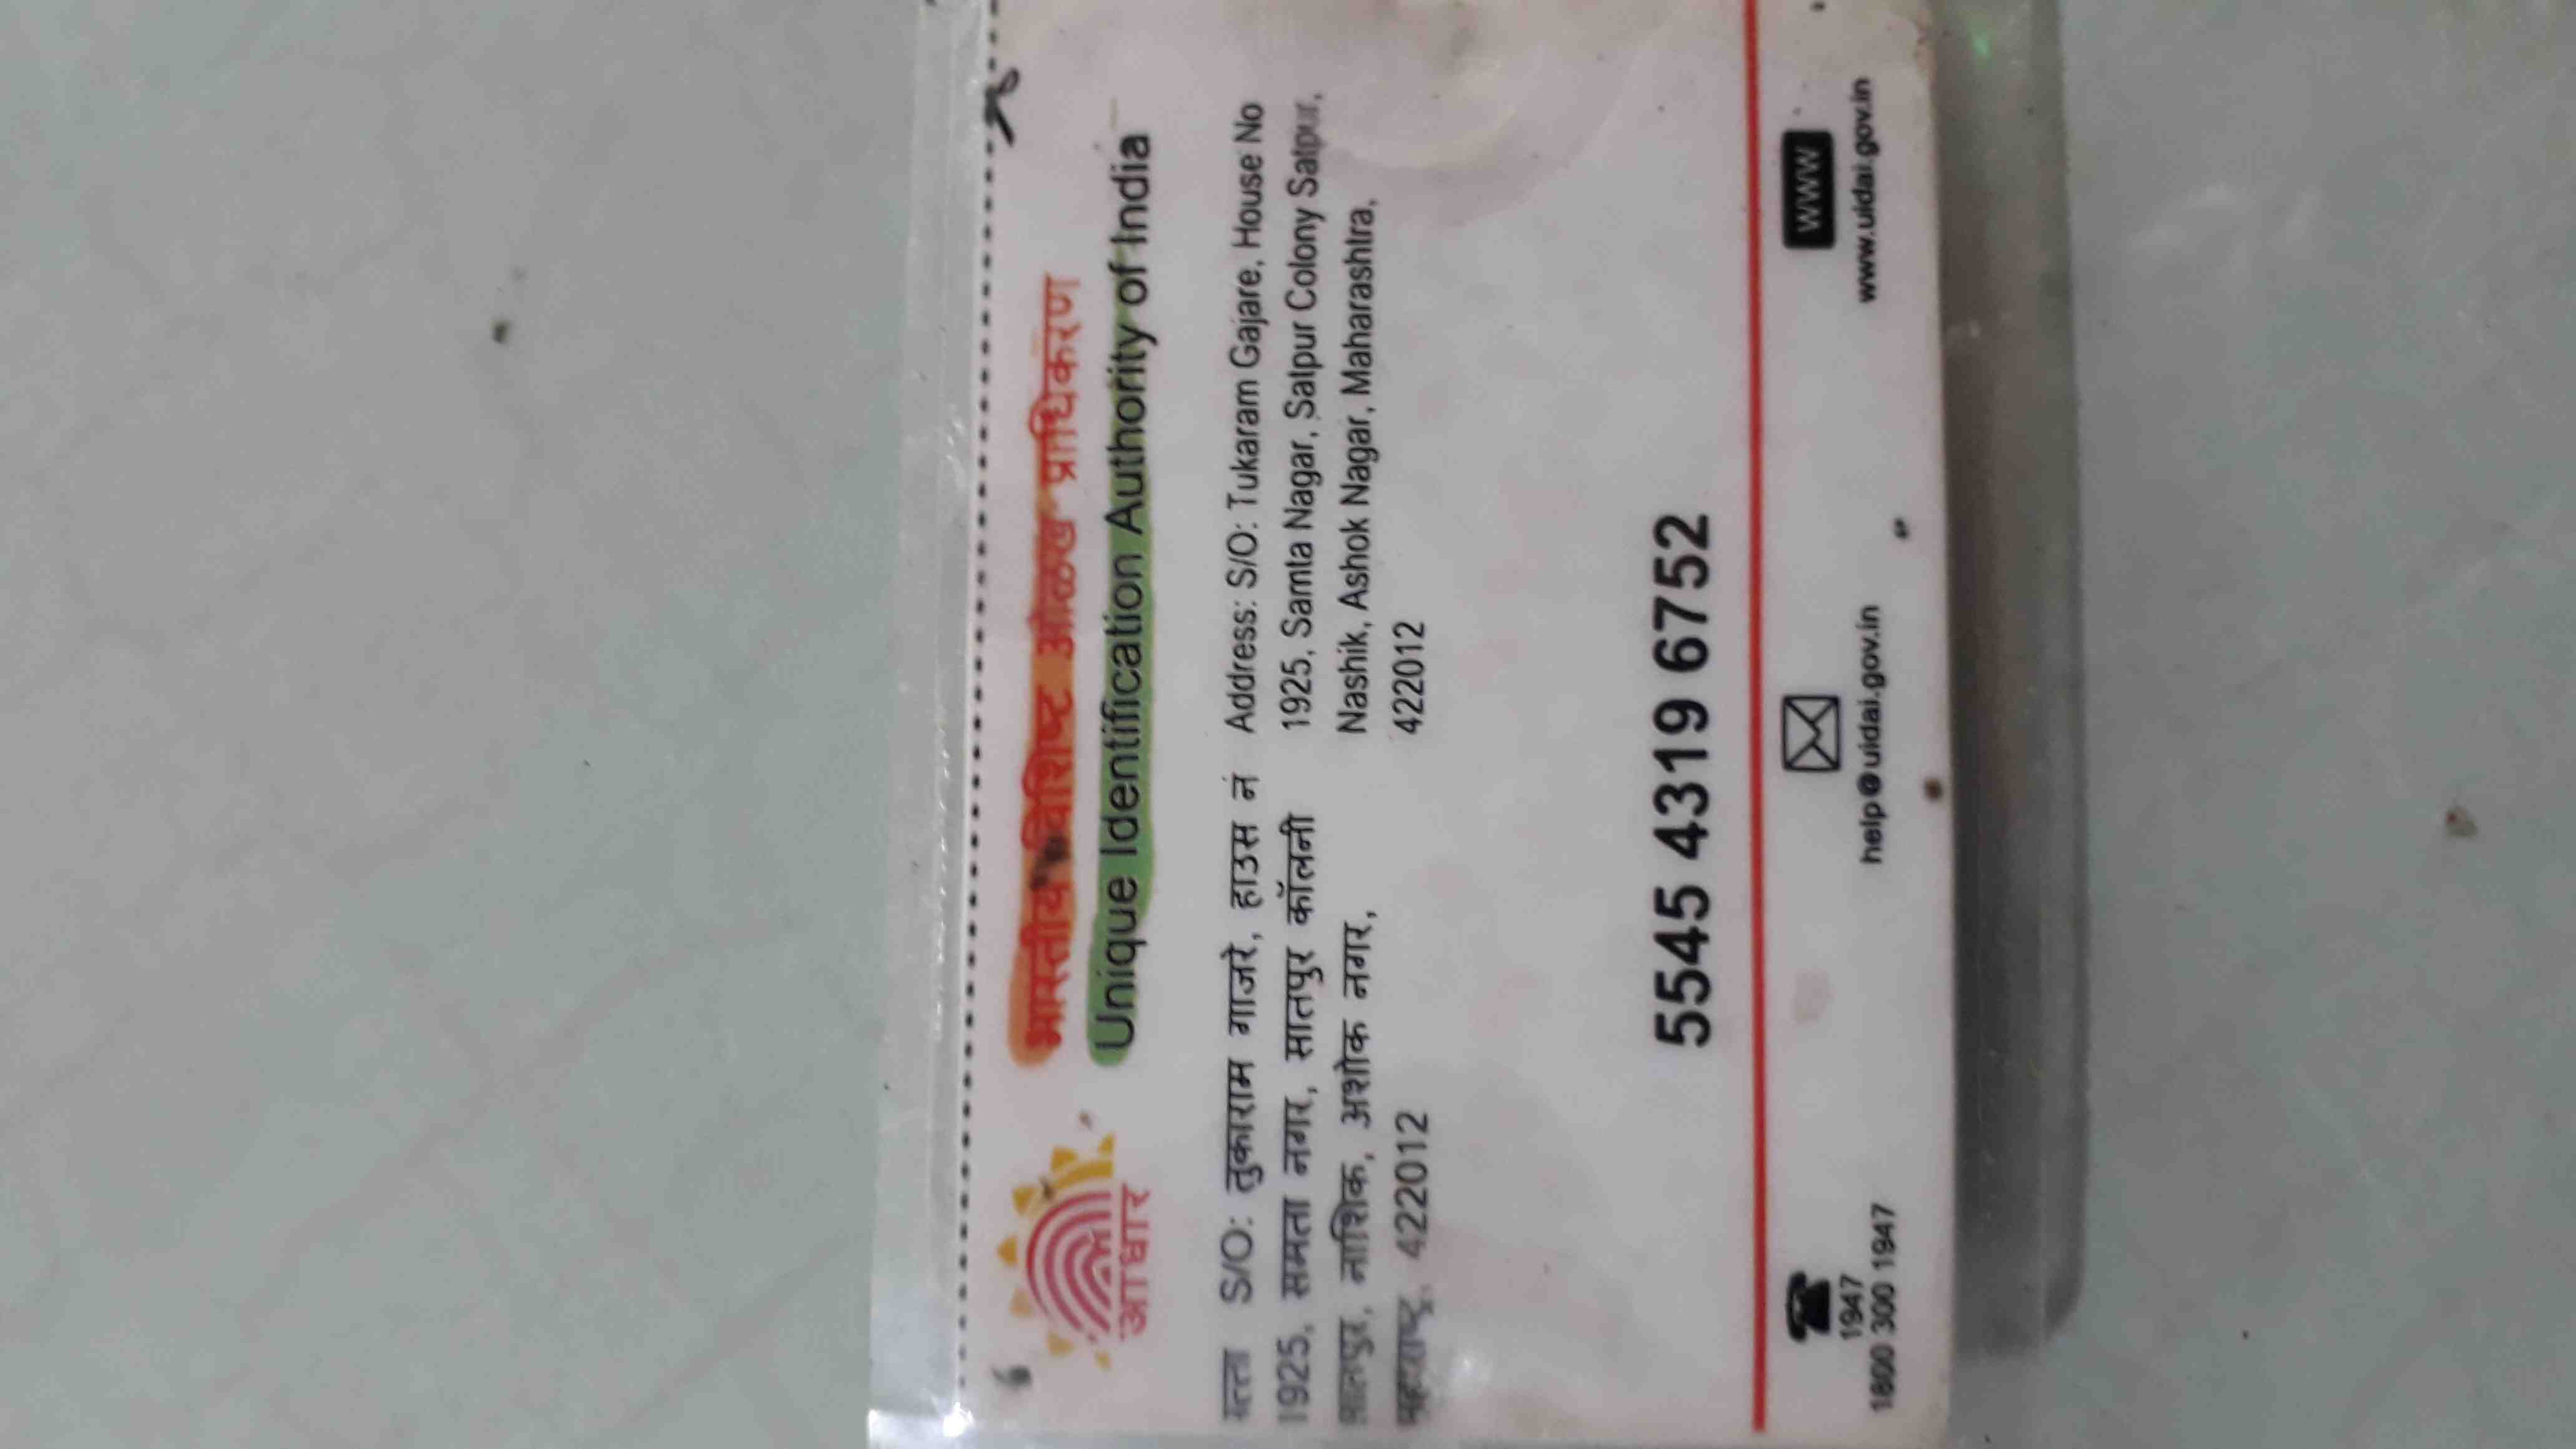 भारतीय विशिष्ट ओळख प्राधिकरण
Unique Identification Authority of India
आधार
पत्ता S/O: तुकाराम गाजरे, हाउस नं
1925, समता नगर, सातपुर कॉलनी
सातपुर, नाशिक, अशोक नगर,
महाराष्ट्र, 422012
Address: S/O: Tukaram Gajare, House No
1925, Samta Nagar, Satpur Colony Satpur,
Nashik, Ashok Nagar, Maharashtra,
422012
5545 4319 6752
1947
1800 300 1947
help@uidai.gov.in
WWW
www.uidai.gov.in